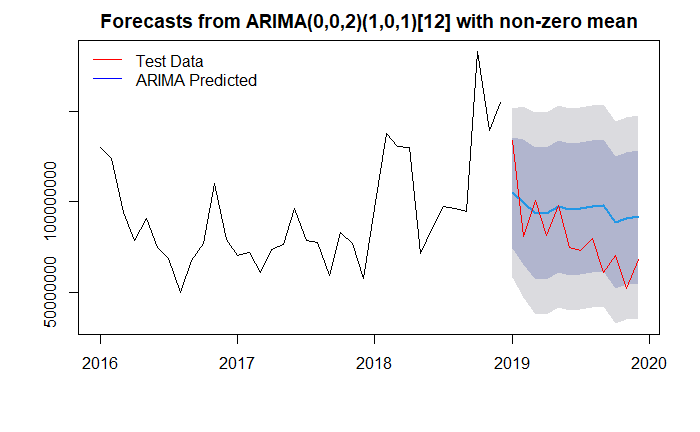 Forecasts from ARIMA(0,0,2)(1,0,1)[12] with non-zero mean
Test Data
ARIMA Predicted
100000000
50000000
2016 2017 2018 2019 2020